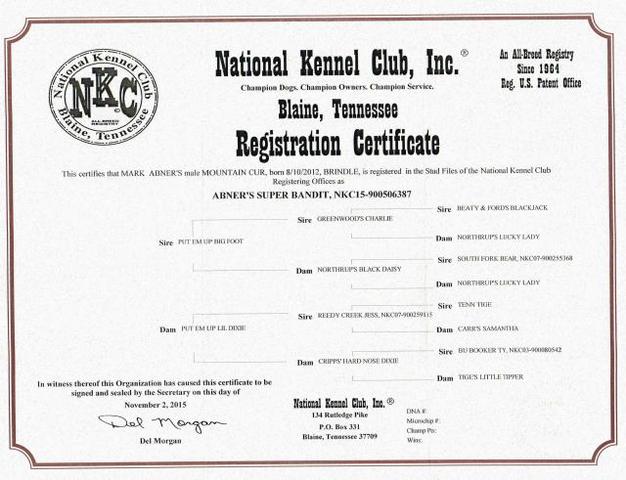 National Kennel Club
NKC
ALL-BREED
REGISTRY
Blaine, Tennessee
National Kennel Club, Inc.®
Champion Dogs. Champion Owners. Champion Service.
Blaine, Tennessee
Registration Certificate
An All-Breed Registry
Since 1964
Reg. U.S. Patent Office
This certifies that MARK ABNER'S male MOUNTAIN CUR, born 8/10/2012, BRINDLE, is registered in the Stud Files of the National Kennel Club
Registering Offices as
ABNER'S SUPER BANDIT, NKC15-900506387
Sire BEATY & FORD'S BLACKJACK
Sire GREENWOOD'S CHARLIE
Dam NORTHRUP'S LUCKY LADY
Sire PUT EM UP BIG FOOT
Sire SOUTH FORK BEAR, NKC07-900255368
Dam NORTHRUP'S BLACK DAISY
Dam NORTHRUP'S LUCKY LADY
Sire TENN TIGE
Sire REEDY CREEK JESS, NKC07-900259115
Dam CARR'S SAMANTHA
Dam PUT EM UP LIL DIXIE
Sire BU BOOKER TY, NKC03-900080542
Dam CRIPPS' HARD NOSE DIXIE
Dam TIGE'S LITTLE TIPPER
In witness thereof this Organization has caused this certificate to be
signed and sealed by the Secretary on this day of
November 2, 2015
Del Morgan
Del Morgan
National Kennel Club, Inc.®
134 Rutledge Pike
P.O. Box 331
Blaine, Tennessee 37709
DNA #:
Microchip #:
Champ Pts:
Wins: